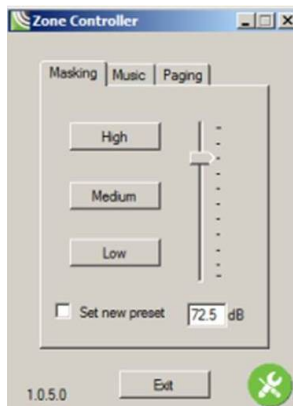 Zone Controller
Masking Music Paging
High
Medium
Low
Set new preset 72.5 dB
1.0.5.0 Exit